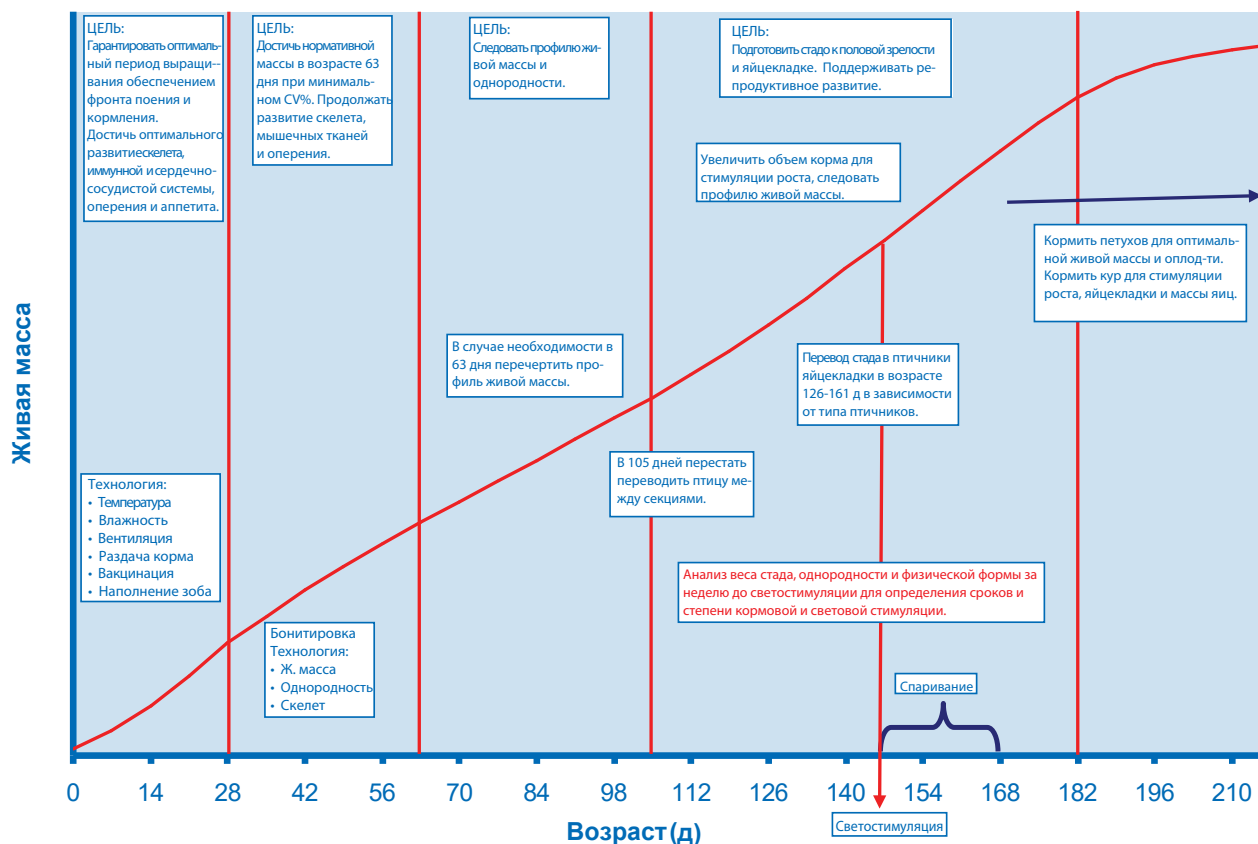 ЦЕЛЬ:
Гарантировать оптималь-
ный период выращи--
вания обеспечением
фронта поения и
кормления.
Достичь оптимального
развитиескелета,
иммунной и сердечно-
сосудистой системы,
оперения и аппетита.
ЦЕЛЬ:
Достичь нормативной
массы в возрасте 63
дня при минималь-
ном CV%. Продолжать
развитие скелета,
мышечных тканей
и оперения.
ЦЕЛЬ:
Следовать профилю жи-
вой массы и
однородности.
ЦЕЛЬ:
Подготовить стадо к половой зрелости
и яйцекладке. Поддерживать ре-
продуктивное развитие.
Увеличить объем корма для
стимуляции роста, следовать
профилю живой массы.
Кормить петухов для оптималь-
ной живой массы и оплод-ти.
Кормить кур для стимуляции
роста, яйцекладки и массы яиц.
В случае необходимости в
63 дня перечертить про-
филь живой массы.
Перевод стада в птичники
яйцекладки в возрасте
126-161 д в зависимости
от типа птичников.
В 105 дней перестать
переводить птицу ме-
жду секциями.
Технология:
• Температура
• Влажность
• Вентиляция
• Раздача корма
• Вакцинация
• Наполнение зоба
Анализ веса стада, однородности и физической формы за
неделю до светостимуляции для определения сроков и
степени кормовой и световой стимуляции.
Бонитировка
Технология:
• Ж. масса
• Однородность
• Скелет
Спаривание
Живая масса
0 14 28 42 56 70 84 98 112 126 140 154 168 182 196 210
Светостимуляция
Возраст (д)